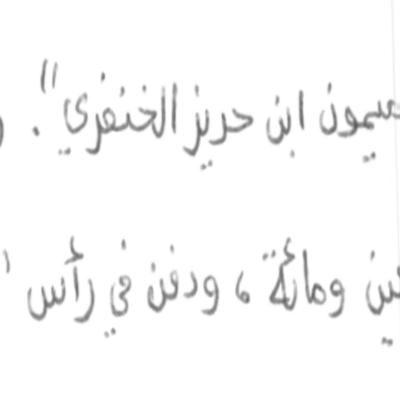 ميمون ابن حريز الخنفري".
ين ومائة، ودفن في رأس